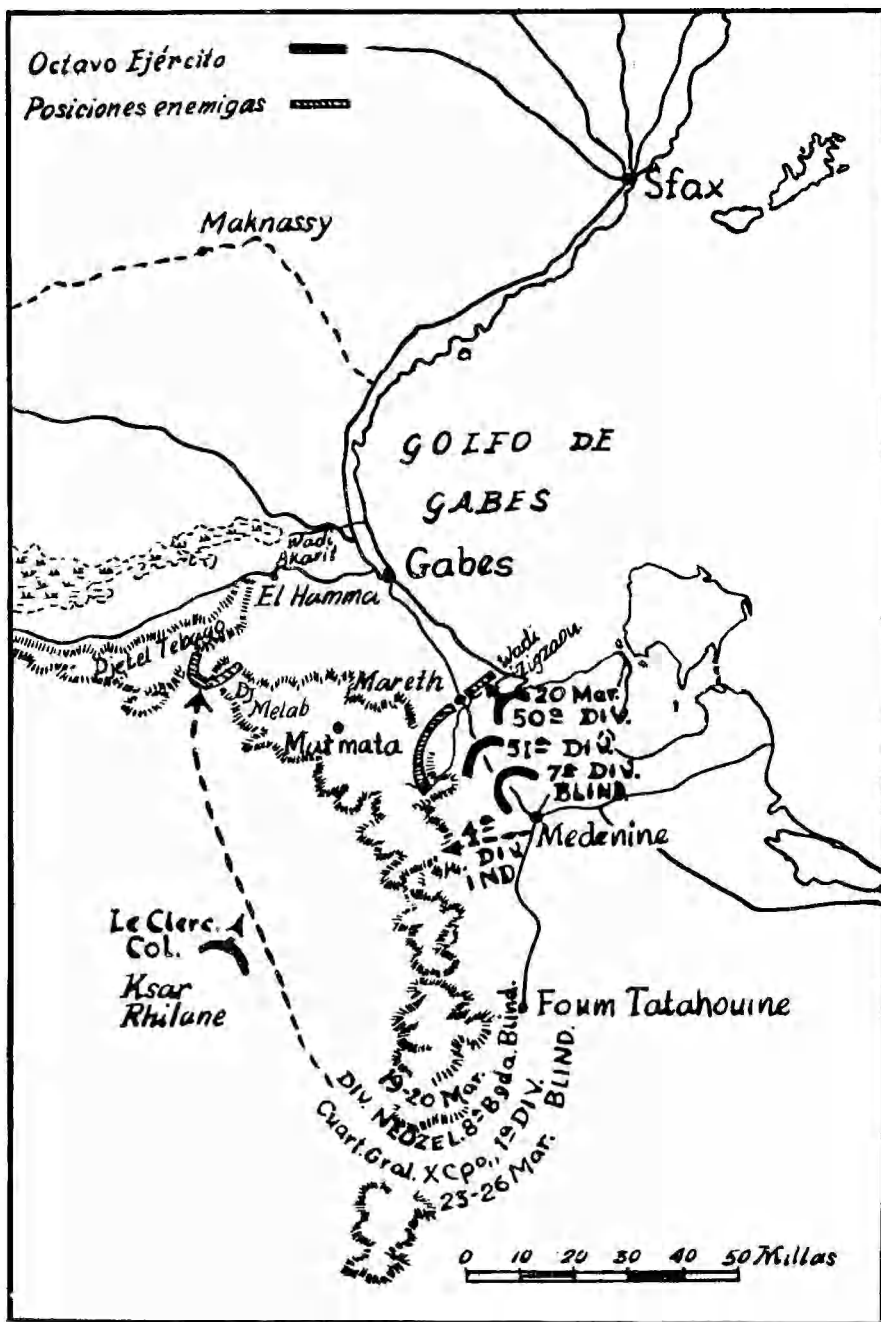 Octavo Ejército
Posiciones enemigas
Sfax
Maknassy
GOLFO DE
GABES
Wadi
Akarit
Gabes
El Hamma
Djebel Tebaga
Dj
Melab
Mareth
Wadi
Zigzaou.
Matmata
20 Mar.
50ª DIV.
51ª DIV.
7ª DIV.
BLIND.
4ª
DIV.
IND.
Medenine
Le Clerc.
Col.
Ksar
Rhilane
Foum Tatahouine
19-20 Mar.
DIV. NEOZEL. 8ª Bgda. Blind.
Cuart. Gral. X Cpo., 1ª DIV. BLIND.
23-26 Mar.
0 10 20 30 40 50 Millas